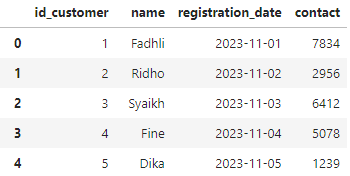 id_customer name registration_date contact
0 1 Fadhli 2023-11-01 7834
1 2 Ridho 2023-11-02 2956
2 3 Syaikh 2023-11-03 6412
3 4 Fine 2023-11-04 5078
4 5 Dika 2023-11-05 1239